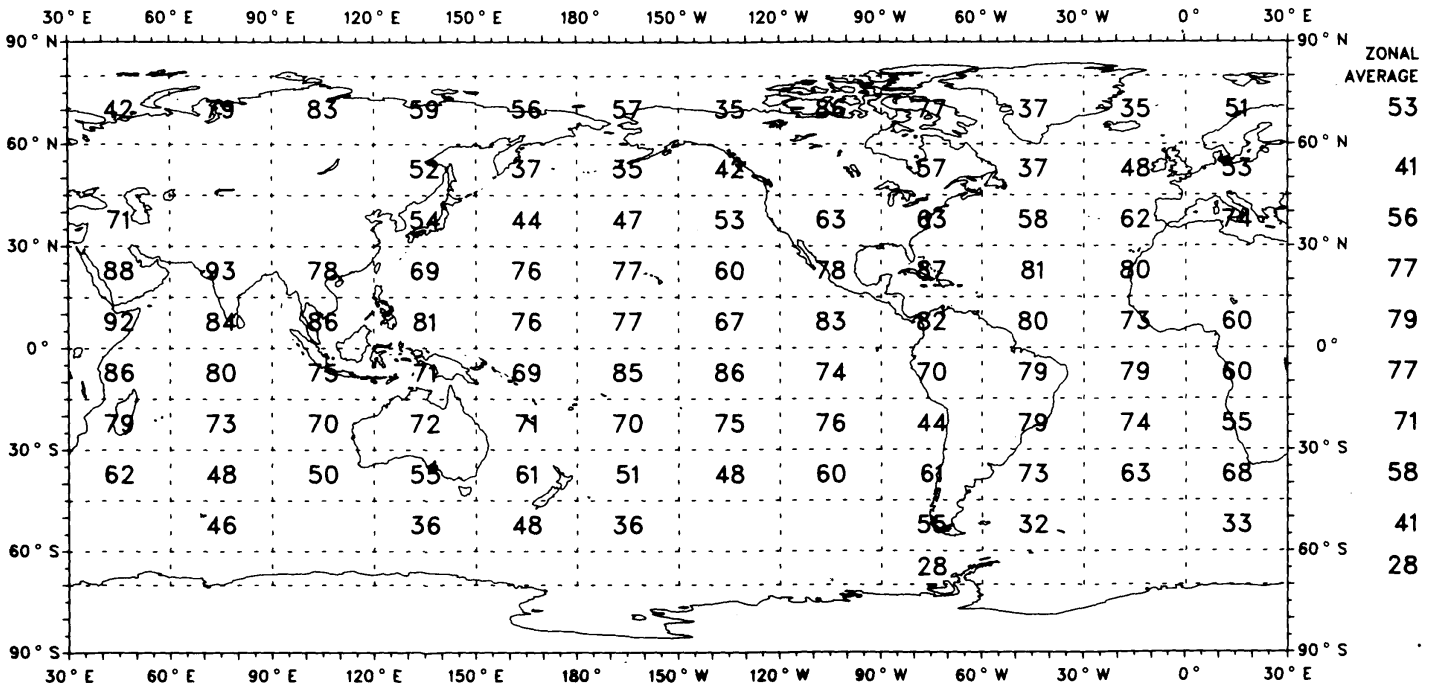 30° E 60° E 90° E 120° E 150° E 180° 150° W 120° W 90° W 60° W 30° W 0° 30° E
90° N 90° N
ZONAL
AVERAGE
42 79 83 59 56 57 35 86 77 37 35 51 53
60° N 60° N
52 37 35 42 57 37 48 53 41
71 54 44 47 53 63 63 58 62 74 56
30° N 30° N
88 93 78 69 76 77 60 78 87 81 80 77
92 84 86 81 76 77 67 83 82 80 73 60 79
0° 0°
86 80 75 71 69 85 86 74 70 79 79 60 77
79 73 70 72 71 70 75 76 44 79 74 55 71
30° S 30° S
62 48 50 55 61 51 48 60 61 73 63 68 58
46 36 48 36 56 32 33 41
60° S 60° S
28 28
90° S 90° S
30° E 60° E 90° E 120° E 150° E 180° 150° W 120° W 90° W 60° W 30° W 0° 30° E